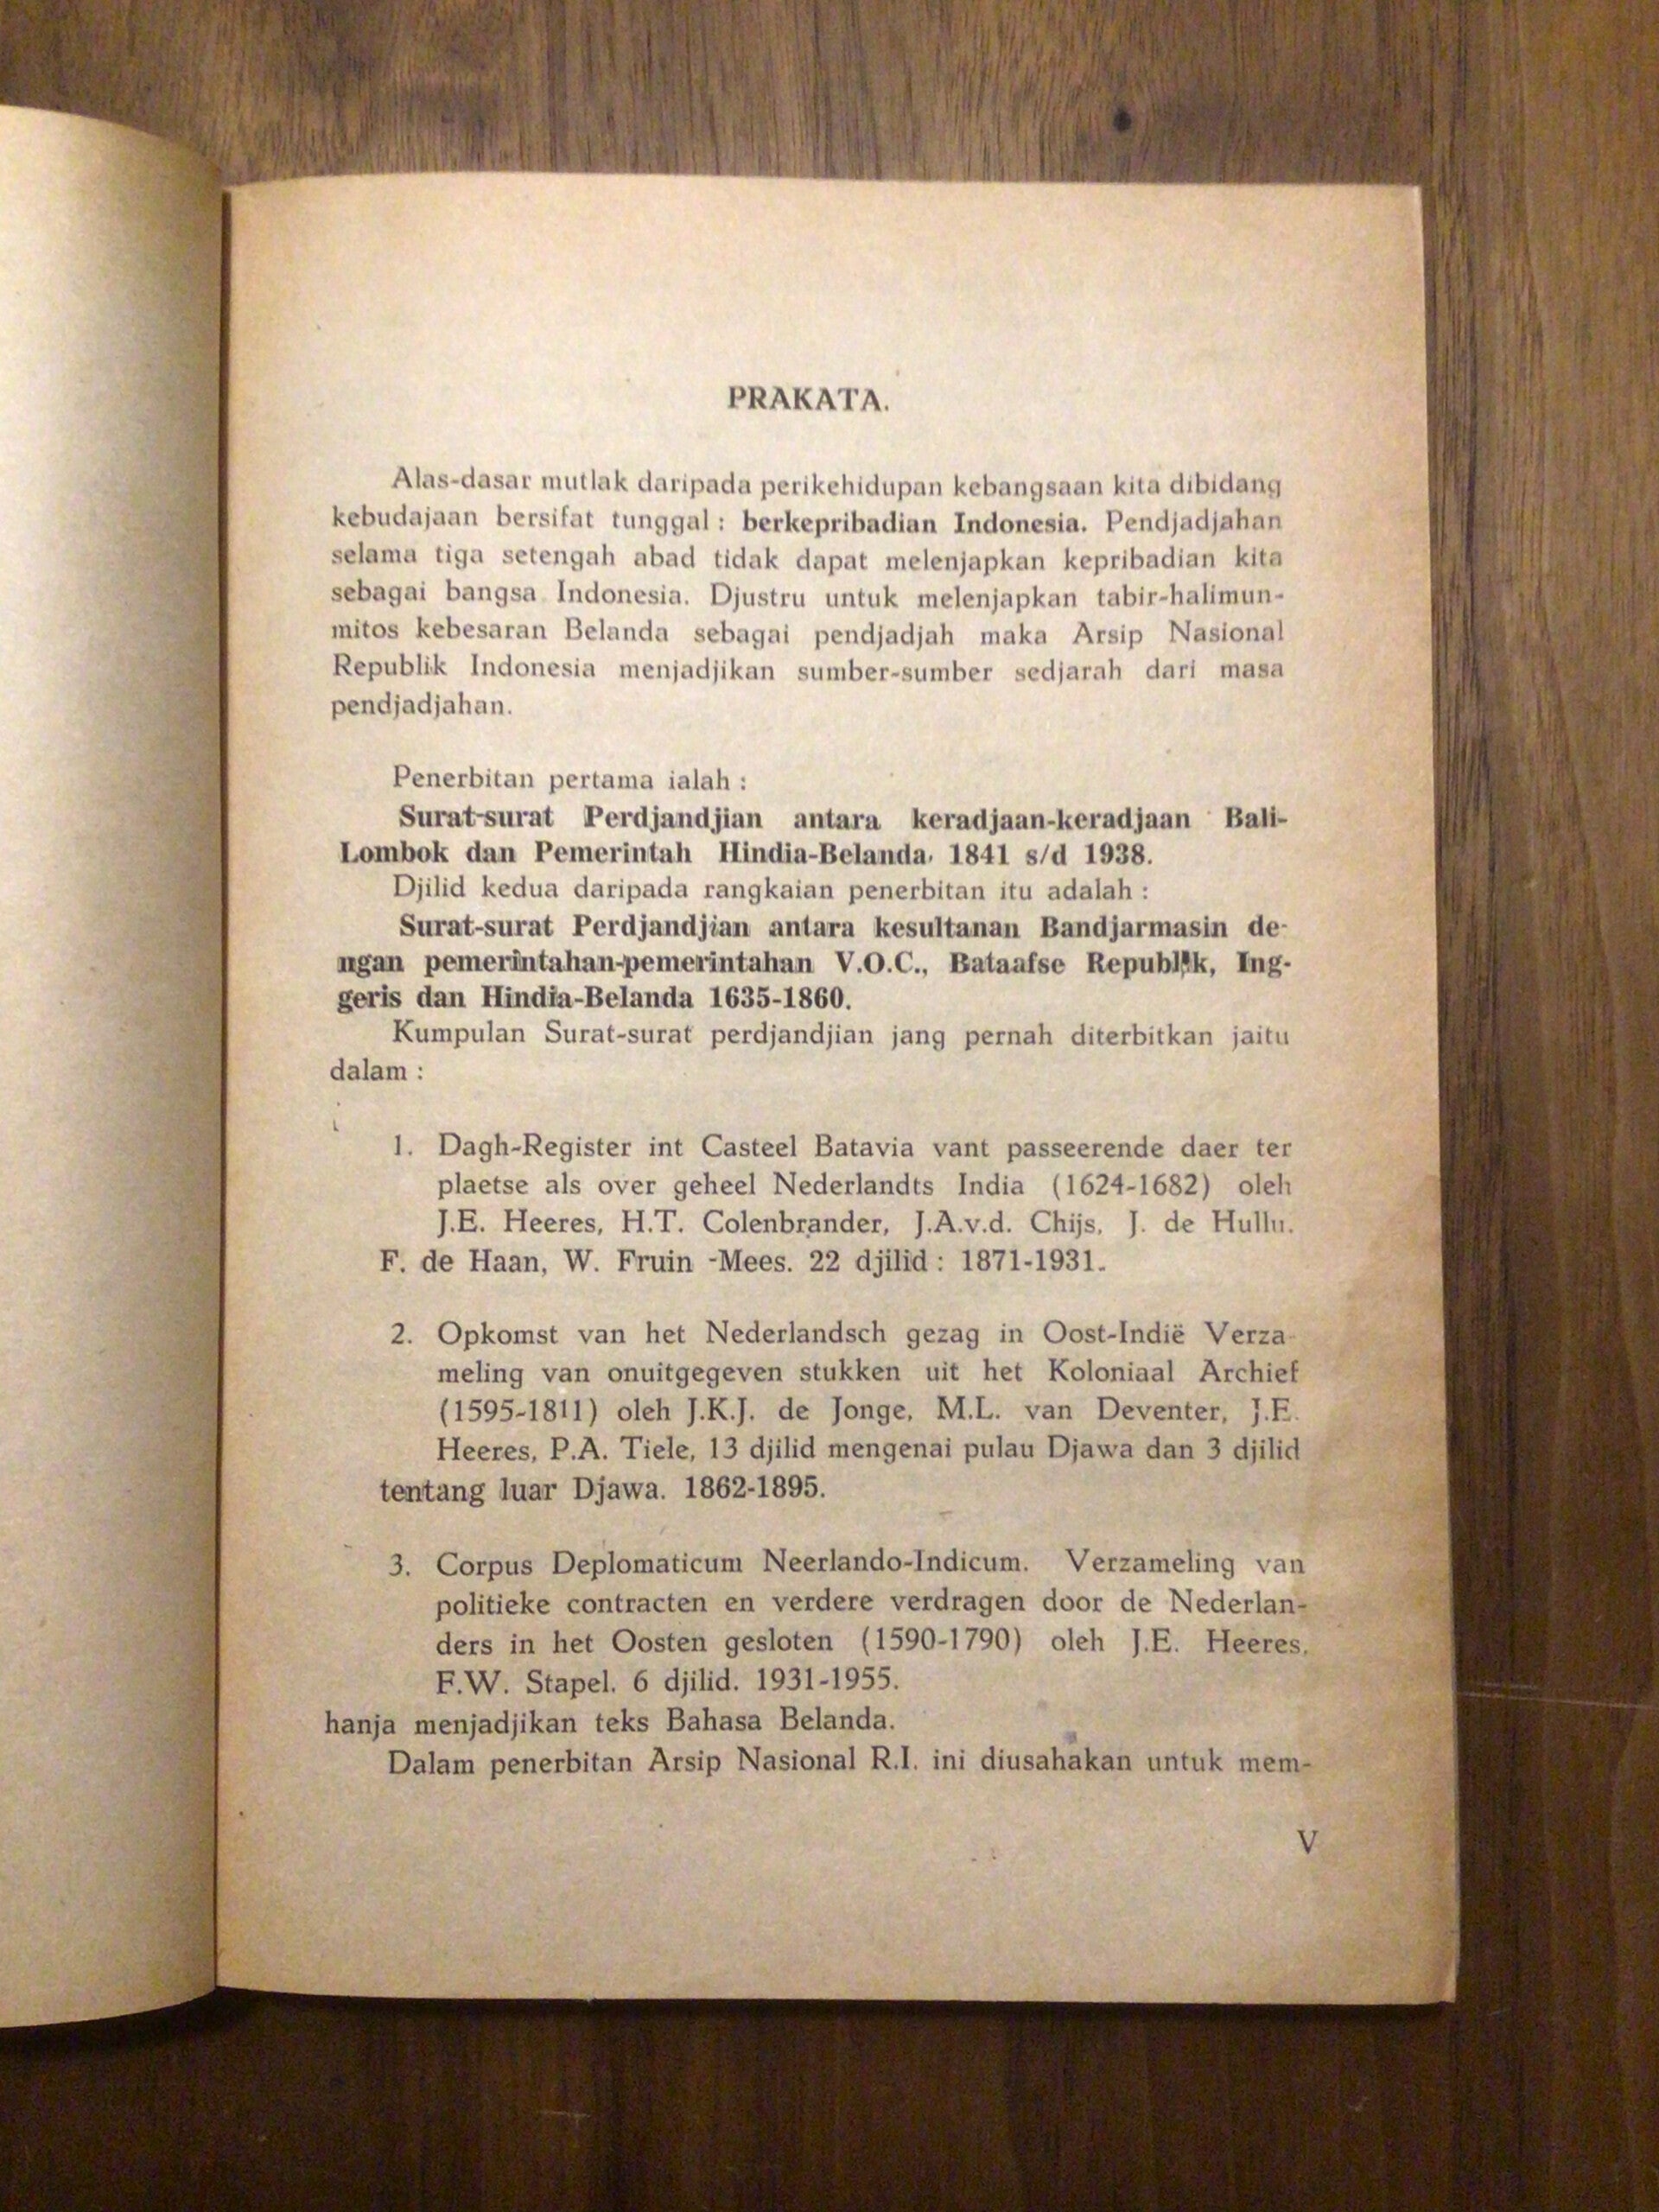 PRAKATA.
Alas-dasar mutlak daripada perikehidupan kebangsaan kita dibidang
kebudajaan bersifat tunggal : berkepribadian Indonesia. Pendjadjahan
selama tiga setengah abad tidak dapat melenjapkan kepribadian kita
sebagai bangsa Indonesia. Djustru untuk melenjapkan tabir-halimun-
mitos kebesaran Belanda sebagai pendjadjah maka Arsip Nasional
Republik Indonesia menjadjikan sumber-sumber sedjarah dari masa
pendjadjahan.
Penerbitan pertama ialah :
Surat-surat Perdjandjian antara keradjaan-keradjaan Bali-
Lombok dan Pemerintah Hindia-Belanda, 1841 s/d 1938.
Djilid kedua daripada rangkaian penerbitan itu adalah :
Surat-surat Perdjandjian antara kesultanan Bandjarmasin de-
ngan pemerintahan-pemerintahan V.O.C., Bataafse Republik, Ing-
geris dan Hindia-Belanda 1635-1860.
Kumpulan Surat-surat perdjandjian jang pernah diterbitkan jaitu
dalam :
1. Dagh-Register int Casteel Batavia vant passeerende daer ter
plaetse als over geheel Nederlandts India (1624-1682) oleh
J.E. Heeres, H.T. Colenbrander, J.A.v.d. Chijs, J. de Hullu.
F. de Haan, W. Fruin -Mees. 22 djilid : 1871-1931.
2. Opkomst van het Nederlandsch gezag in Oost-Indië Verza-
meling van onuitgegeven stukken uit het Koloniaal Archief
(1595-1811) oleh J.K.J. de Jonge, M.L. van Deventer, J.E.
Heeres, P.A. Tiele, 13 djilid mengenai pulau Djawa dan 3 djilid
tentang luar Djawa. 1862-1895.
3. Corpus Deplomaticum Neerlando-Indicum. Verzameling van
politieke contracten en verdere verdragen door de Nederlan-
ders in het Oosten gesloten (1590-1790) oleh J.E. Heeres,
F.W. Stapel. 6 djilid. 1931-1955.
hanja menjadjikan teks Bahasa Belanda.
Dalam penerbitan Arsip Nasional R.I. ini diusahakan untuk mem-
V